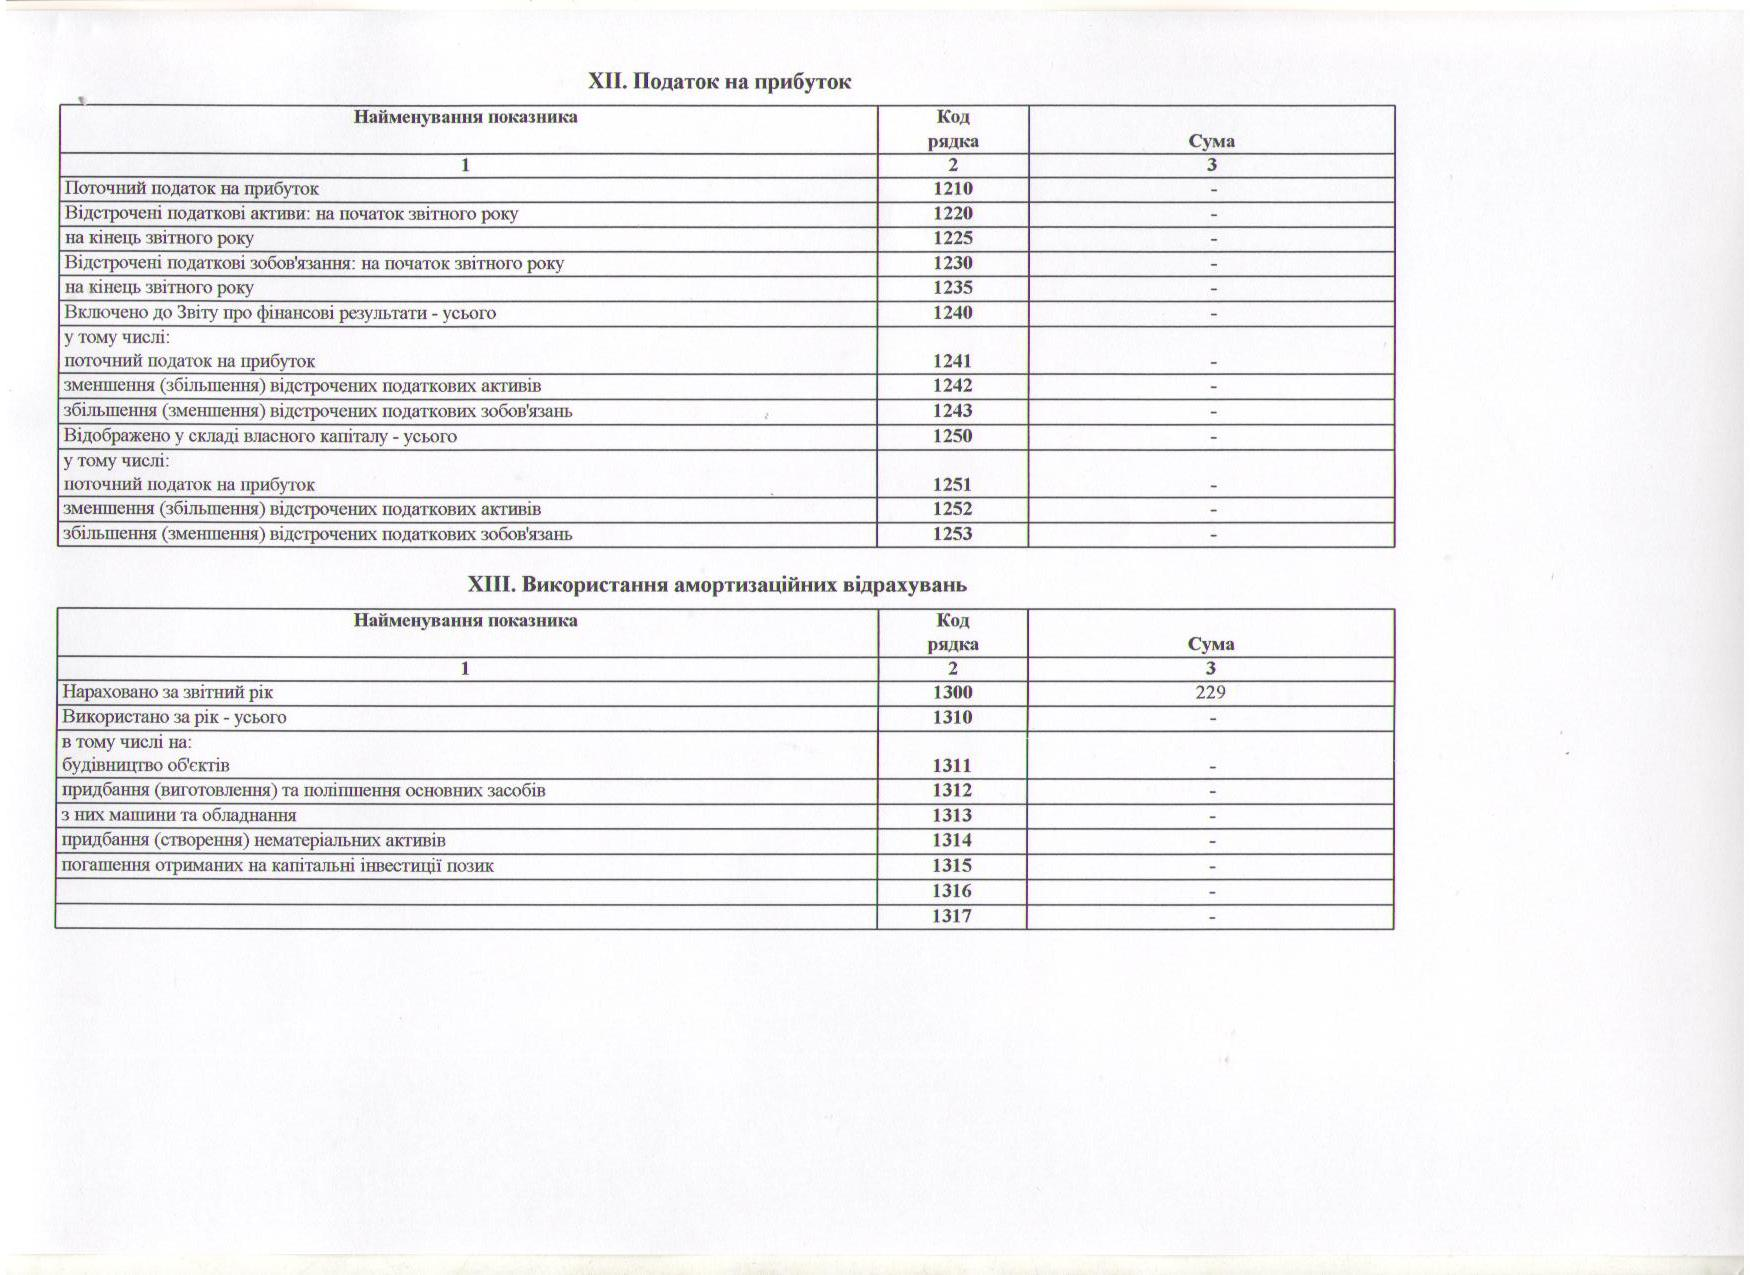 XII. Податок на прибуток
Найменування показника Код
рядка Сума
1 2 3
Поточний податок на прибуток 1210 -
Відстрочені податкові активи: на початок звітного року 1220 -
на кінець звітного року 1225 -
Відстрочені податкові зобов'язання: на початок звітного року 1230 -
на кінець звітного року 1235 -
Включено до Звіту про фінансові результати - усього 1240 -
у тому числі:
поточний податок на прибуток 1241 -
зменшення (збільшення) відстрочених податкових активів 1242 -
збільшення (зменшення) відстрочених податкових зобов'язань 1243 -
Відображено у складі власного капіталу - усього 1250 -
у тому числі:
поточний податок на прибуток 1251 -
зменшення (збільшення) відстрочених податкових активів 1252 -
збільшення (зменшення) відстрочених податкових зобов'язань 1253 -
XIII. Використання амортизаційних відрахувань
Найменування показника Код
рядка Сума
1 2 3
Нараховано за звітний рік 1300 229
Використано за рік - усього 1310 -
в тому числі на:
будівництво об'єктів 1311 -
придбання (виготовлення) та поліпшення основних засобів 1312 -
з них машини та обладнання 1313 -
придбання (створення) нематеріальних активів 1314 -
погашення отриманих на капітальні інвестиції позик 1315 -
1316 -
1317 -